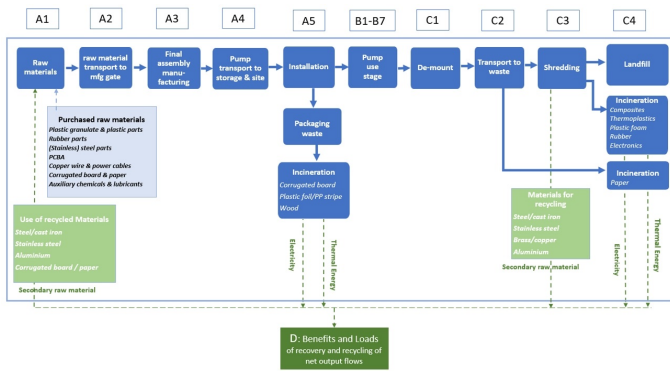 A1
A2
A3
A4
A5
B1-B7
C1
C2
C3
C4
Raw
materials
raw material
transport to
mfg gate
Final
assembly
manu-
facturing
Pump
transport to
storage & site
Installation
Pump
use
stage
De-mount
Transport to
waste
Shredding
Landfill
Purchased raw materials
Plastic granulate & plastic parts
Rubber parts
(Stainless) steel parts
PCBA
Copper wire & power cables
Corrugated board & paper
Auxiliary chemicals & lubricants
Packaging
waste
Incineration
Composites
Thermoplastics
Plastic foam
Rubber
Electronics
Incineration
Corrugated board
Plastic foil/PP stripe
Wood
Incineration
Paper
Use of recycled Materials
Steel/cast iron
Stainless steel
Aluminium
Corrugated board / paper
Secondary raw material
Electricity
Thermal Energy
Materials for
recycling
Steel/cast iron
Stainless steel
Brass/copper
Aluminium
Secondary raw material
Electricity
Thermal Energy
D: Benefits and Loads
of recovery and recycling of
net output flows